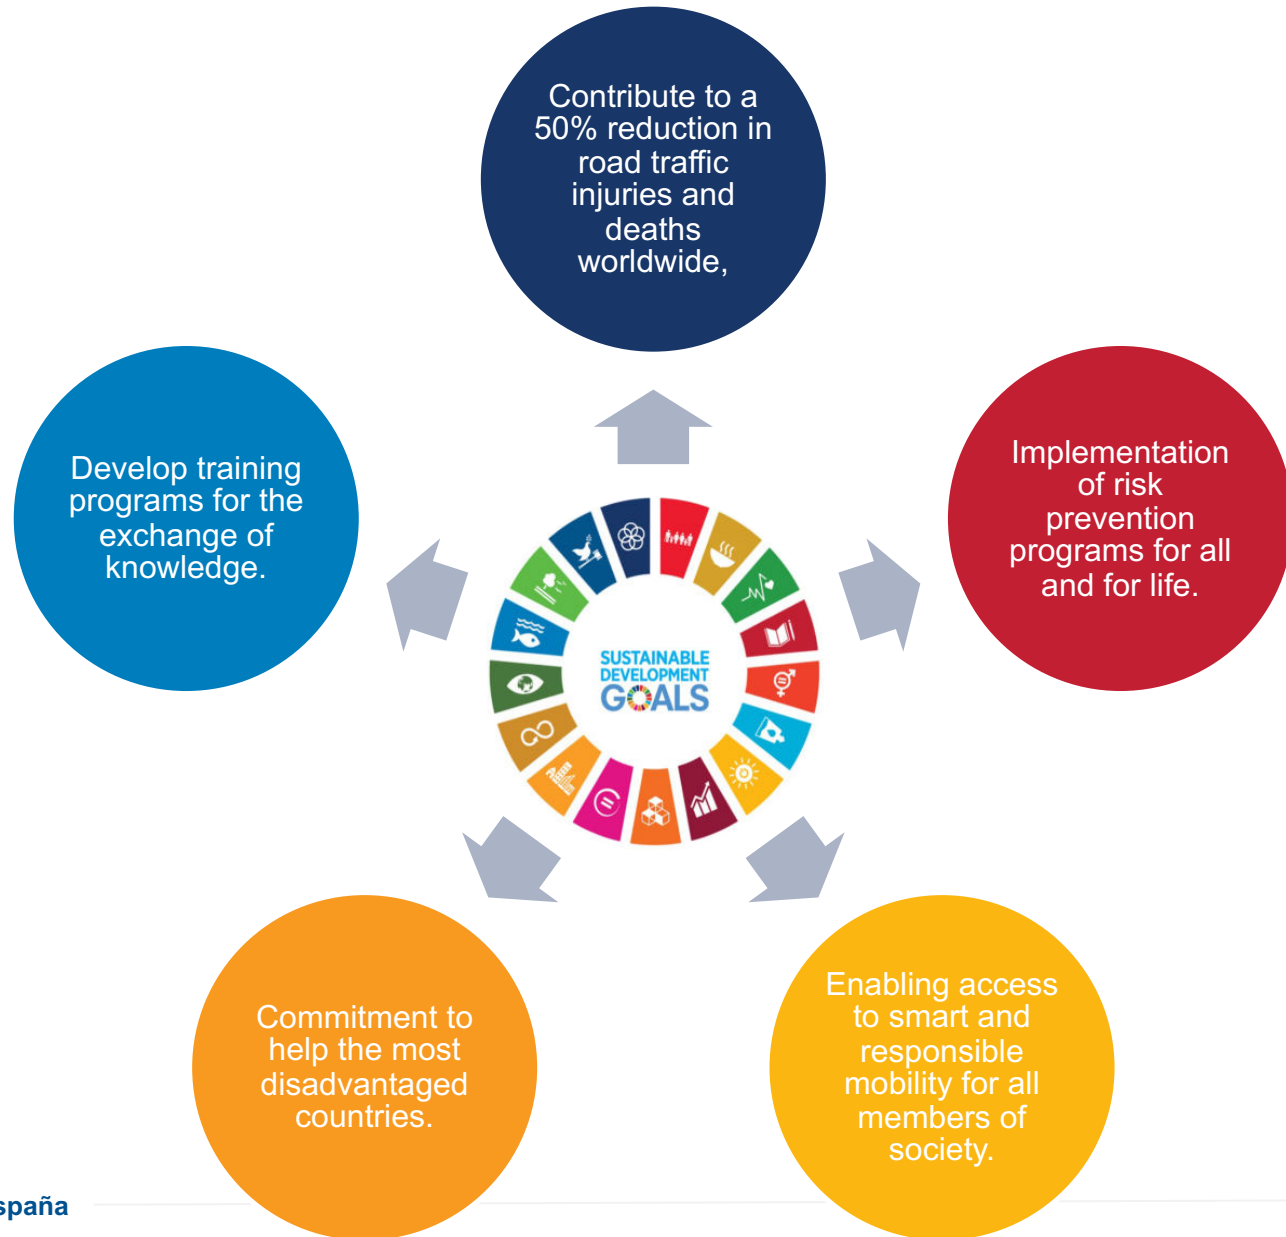 Contribute to a
50% reduction in
road traffic
injuries and
deaths
worldwide,
Develop training
programs for the
exchange of
knowledge.
Implementation
of risk
prevention
programs for all
and for life.
SUSTAINABLE
DEVELOPMENT
GOALS
Commitment to
help the most
disadvantaged
countries.
Enabling access
to smart and
responsible
mobility for all
members of
society.
spaña